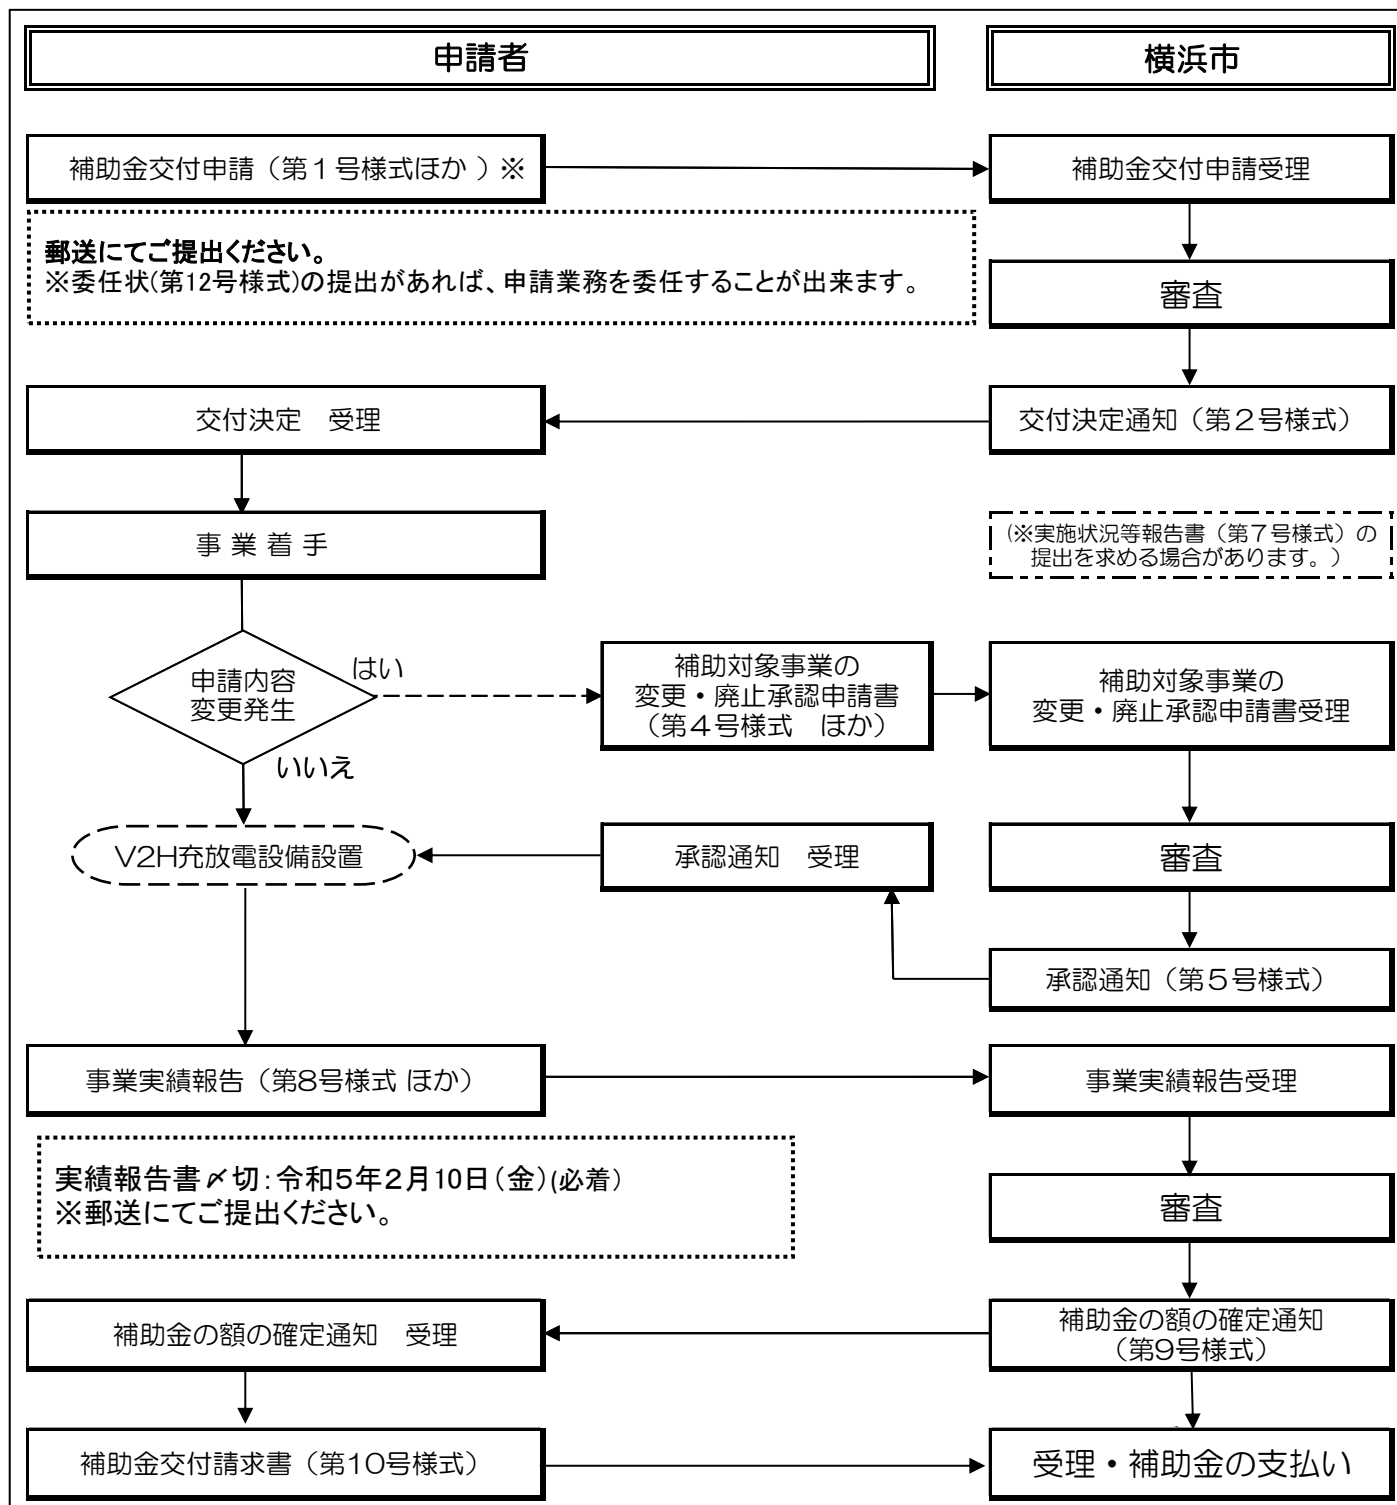 申請者
横浜市
補助金交付申請（第１号様式ほか ）※
補助金交付申請受理
郵送にてご提出ください。
※委任状(第12号様式)の提出があれば、申請業務を委任することが出来ます。
審査
交付決定　受理
交付決定通知（第２号様式）
事 業 着 手
(※実施状況等報告書（第７号様式）の
提出を求める場合があります。）
申請内容
変更発生
はい
いいえ
補助対象事業の
変更・廃止承認申請書
（第４号様式　ほか）
補助対象事業の
変更・廃止承認申請書受理
V2H充放電設備設置
承認通知　受理
審査
承認通知（第５号様式）
事業実績報告（第8号様式 ほか）
事業実績報告受理
実績報告書〆切：令和５年２月10日（金）(必着）
※郵送にてご提出ください。
審査
補助金の額の確定通知　受理
補助金の額の確定通知
（第9号様式）
補助金交付請求書（第10号様式）
受理・補助金の支払い